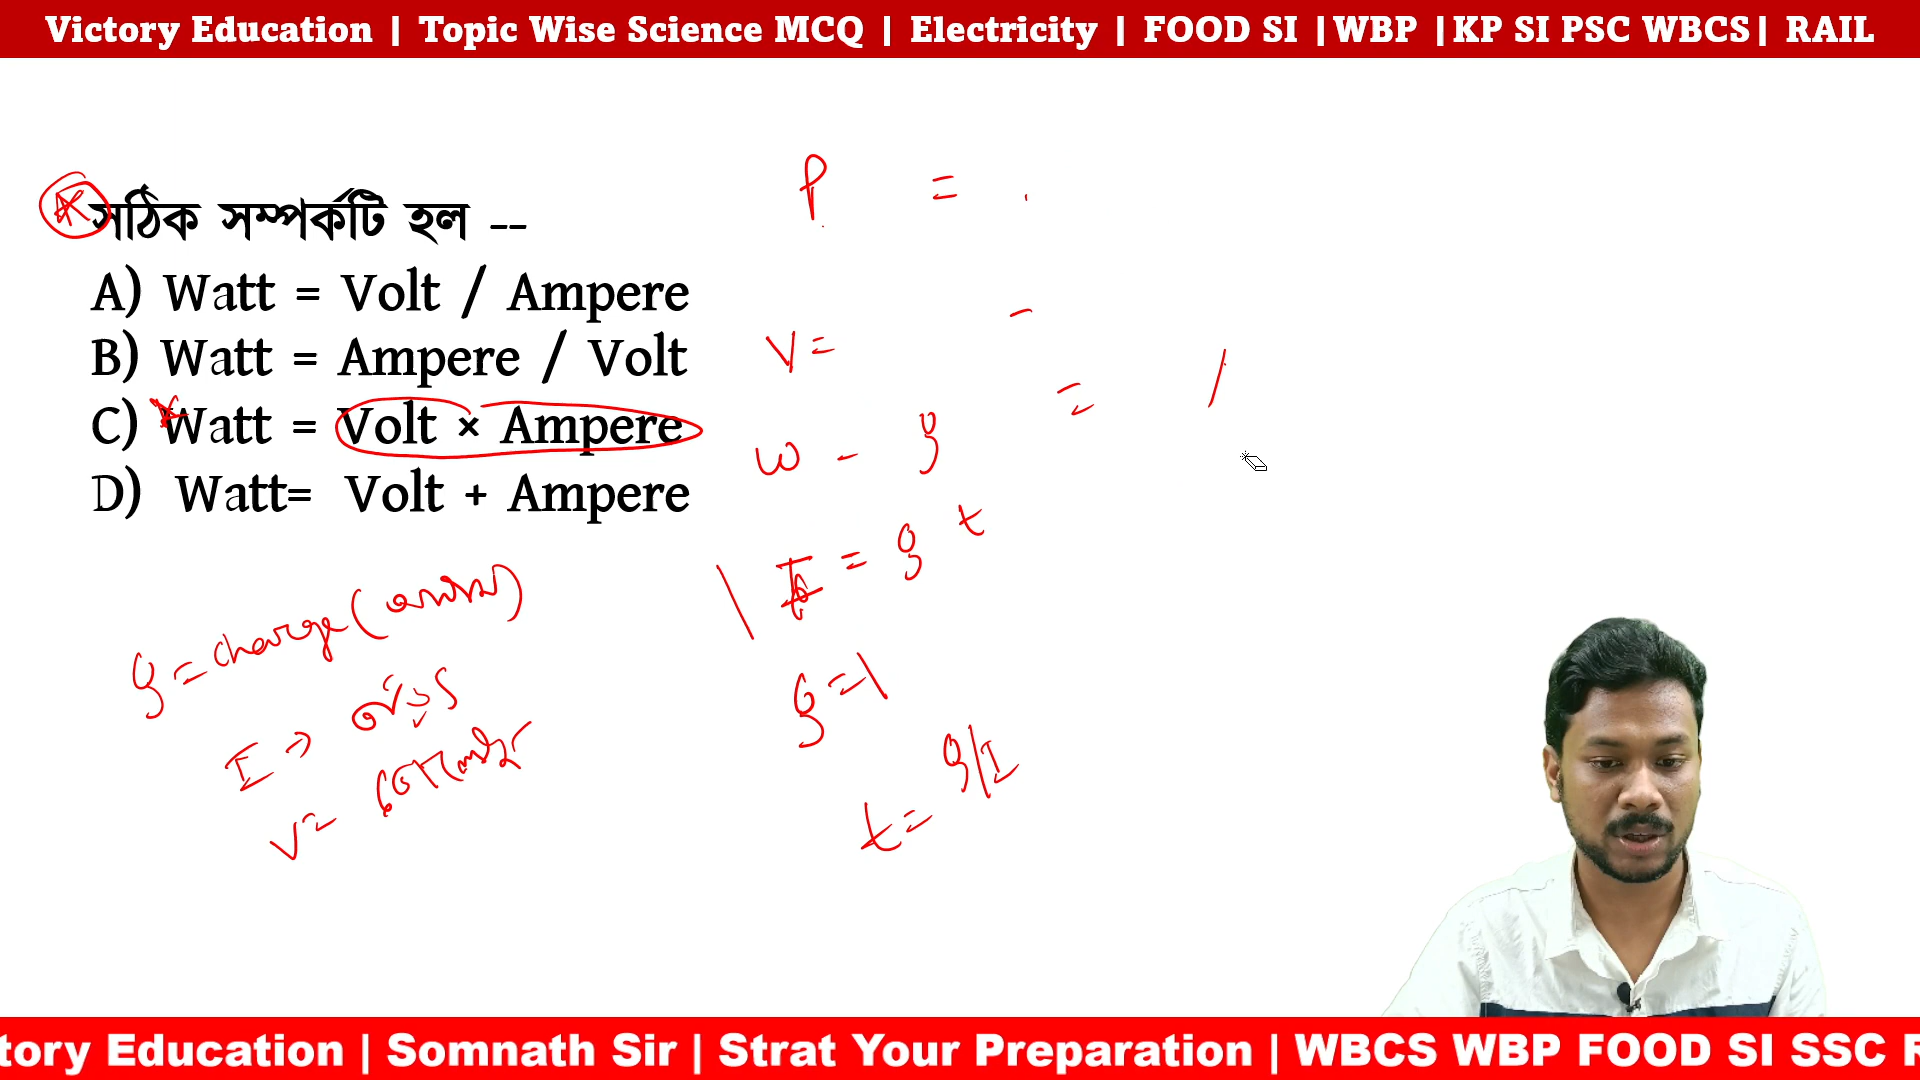 Victory Education | Topic Wise Science MCQ | Electricity | FOOD SI |WBP |KP SI PSC WBCS| RAIL
সঠিক সম্পর্কটি হল --
A) Watt = Volt / Ampere
B) Watt = Ampere / Volt
C) Watt = Volt × Ampere
D) Watt= Volt + Ampere
P =
V =
=
t
= charge (
I →
V =
t = /I
tory Education | Somnath Sir | Strat Your Preparation | WBCS WBP FOOD SI SSC R